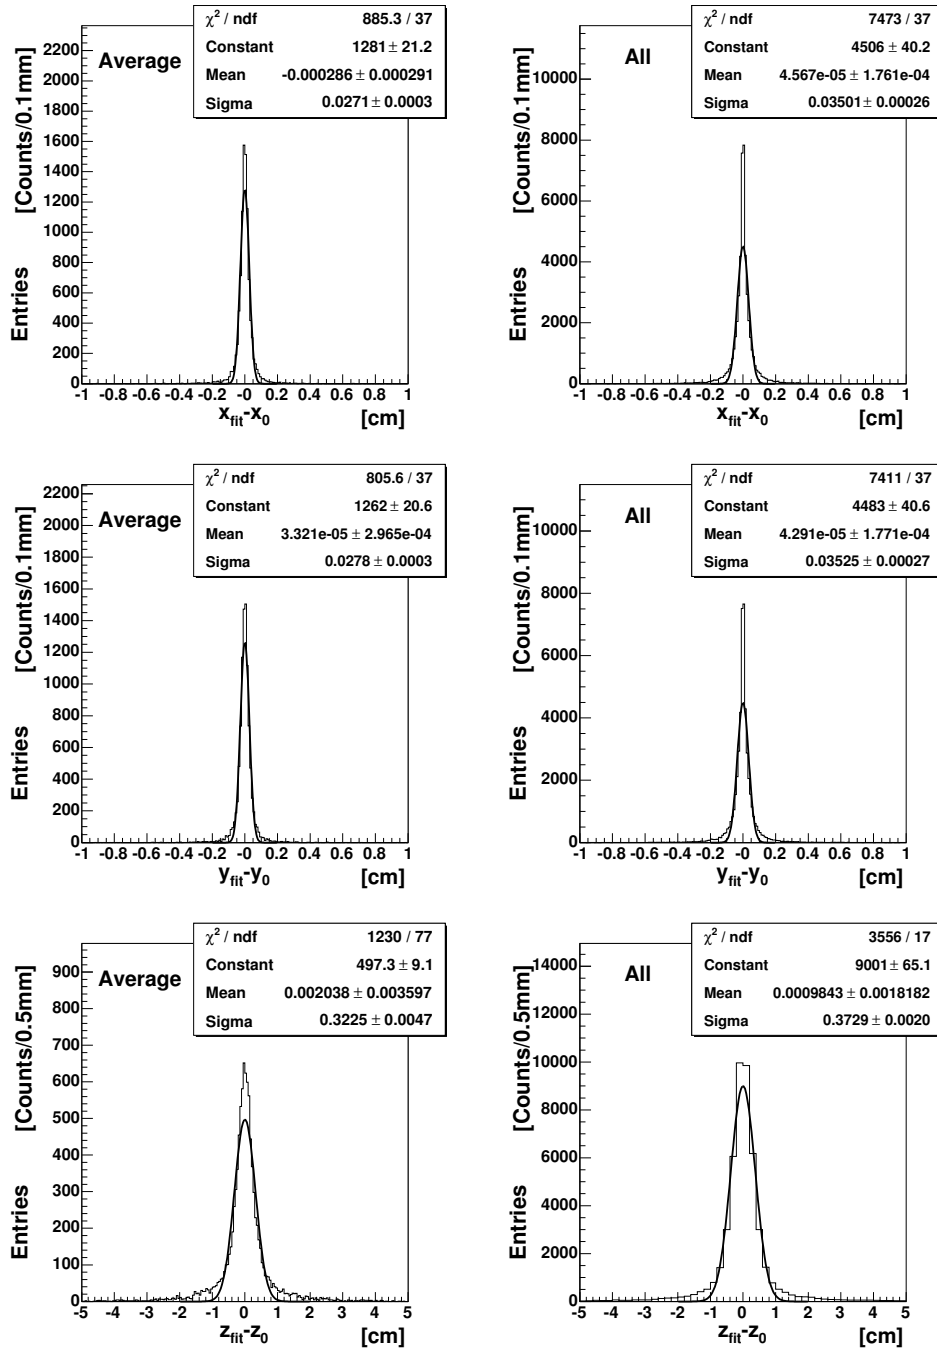 χ² / ndf 885.3 / 37
Constant 1281 ± 21.2
Mean -0.000286 ± 0.000291
Sigma 0.0271 ± 0.0003
Average
Entries [Counts/0.1mm]
2200
2000
1800
1600
1400
1200
1000
800
600
400
200
0
-1 -0.8 -0.6 -0.4 -0.2 -0 0.2 0.4 0.6 0.8 1
x_fit-x_0 [cm]
χ² / ndf 7473 / 37
Constant 4506 ± 40.2
Mean 4.567e-05 ± 1.761e-04
Sigma 0.03501 ± 0.00026
All
Entries [Counts/0.1mm]
10000
8000
6000
4000
2000
0
-1 -0.8 -0.6 -0.4 -0.2 -0 0.2 0.4 0.6 0.8 1
x_fit-x_0 [cm]
χ² / ndf 805.6 / 37
Constant 1262 ± 20.6
Mean 3.321e-05 ± 2.965e-04
Sigma 0.0278 ± 0.0003
Average
Entries [Counts/0.1mm]
2200
2000
1800
1600
1400
1200
1000
800
600
400
200
0
-1 -0.8 -0.6 -0.4 -0.2 -0 0.2 0.4 0.6 0.8 1
y_fit-y_0 [cm]
χ² / ndf 7411 / 37
Constant 4483 ± 40.6
Mean 4.291e-05 ± 1.771e-04
Sigma 0.03525 ± 0.00027
All
Entries [Counts/0.1mm]
10000
8000
6000
4000
2000
0
-1 -0.8 -0.6 -0.4 -0.2 -0 0.2 0.4 0.6 0.8 1
y_fit-y_0 [cm]
χ² / ndf 1230 / 77
Constant 497.3 ± 9.1
Mean 0.002038 ± 0.003597
Sigma 0.3225 ± 0.0047
Average
Entries [Counts/0.5mm]
900
800
700
600
500
400
300
200
100
0
-5 -4 -3 -2 -1 0 1 2 3 4 5
z_fit-z_0 [cm]
χ² / ndf 3556 / 17
Constant 9001 ± 65.1
Mean 0.0009843 ± 0.0018182
Sigma 0.3729 ± 0.0020
All
Entries [Counts/0.5mm]
14000
12000
10000
8000
6000
4000
2000
0
-5 -4 -3 -2 -1 0 1 2 3 4 5
z_fit-z_0 [cm]